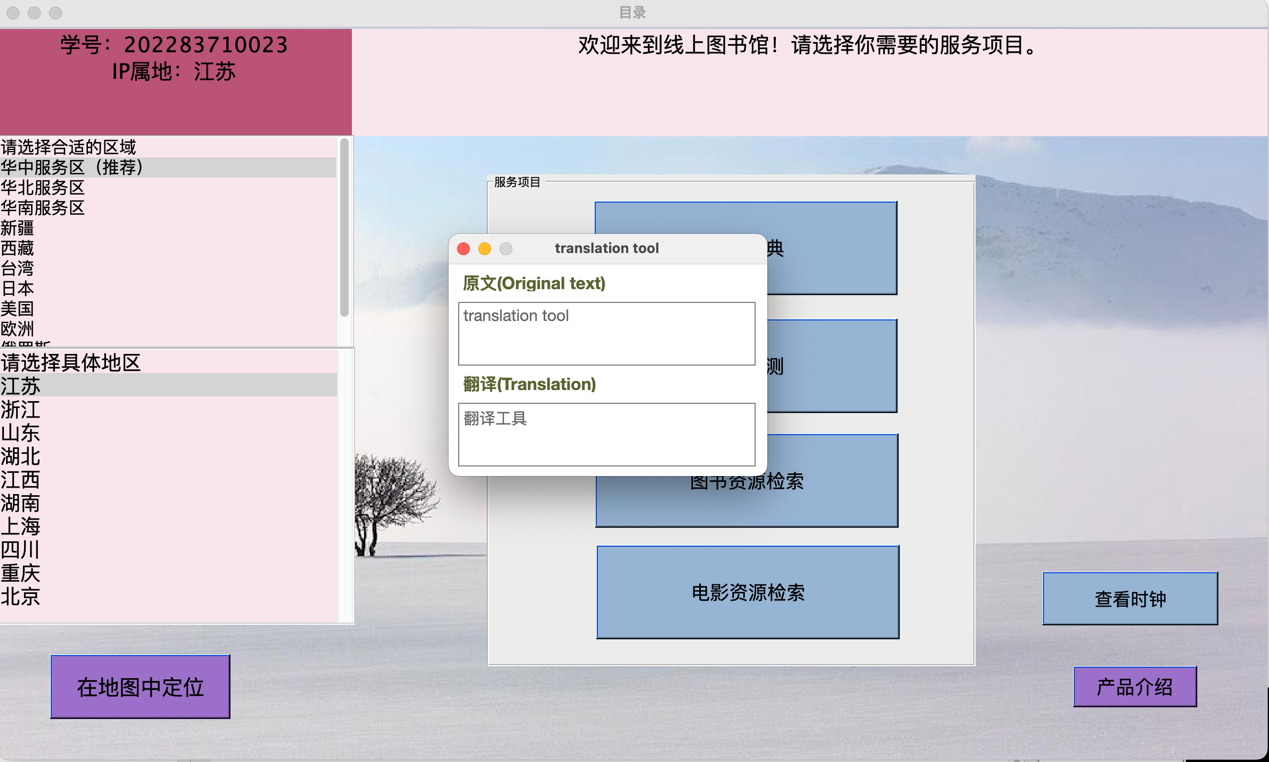 目录
学号：202283710023
IP属地：江苏
欢迎来到线上图书馆！请选择你需要的服务项目。
请选择合适的区域
华中服务区（推荐）
华北服务区
华南服务区
新疆
西藏
台湾
日本
美国
欧洲
请选择具体地区
江苏
浙江
山东
湖北
江西
湖南
上海
四川
重庆
北京
在地图中定位
服务项目
典
测
图书资源检索
电影资源检索
translation tool
原文(Original text)
translation tool
翻译(Translation)
翻译工具
查看时钟
产品介绍